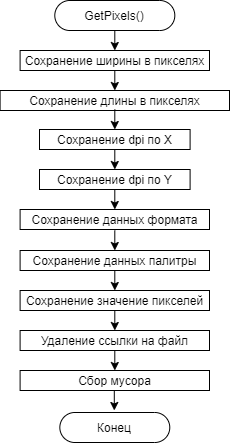 GetPixels()
Сохранение ширины в пикселях
Сохранение длины в пикселях
Сохранение dpi по X
Сохранение dpi по Y
Сохранение данных формата
Сохранение данных палитры
Сохранение значение пикселей
Удаление ссылки на файл
Сбор мусора
Конец